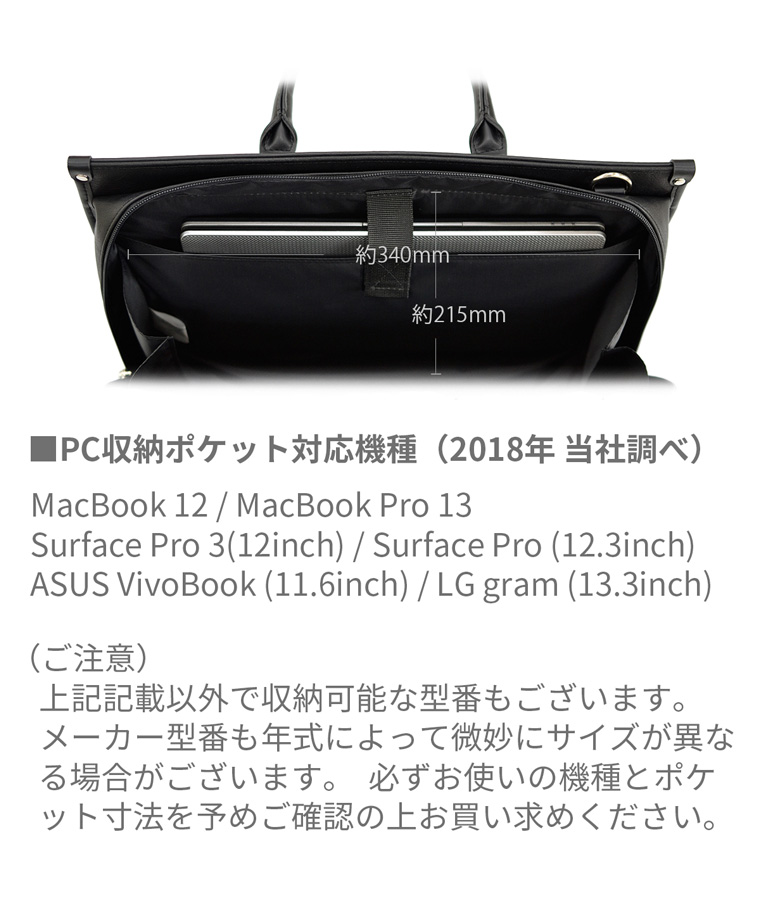 約340mm
約215mm
■PC収納ポケット対応機種（2018年 当社調べ）
MacBook 12 / MacBook Pro 13
Surface Pro 3(12inch) / Surface Pro (12.3inch)
ASUS VivoBook (11.6inch) / LG gram (13.3inch)
（ご注意）
上記記載以外で収納可能な型番もございます。
メーカー型番も年式によって微妙にサイズが異な
る場合がございます。 必ずお使いの機種とポケ
ット寸法を予めご確認の上お買い求めください。